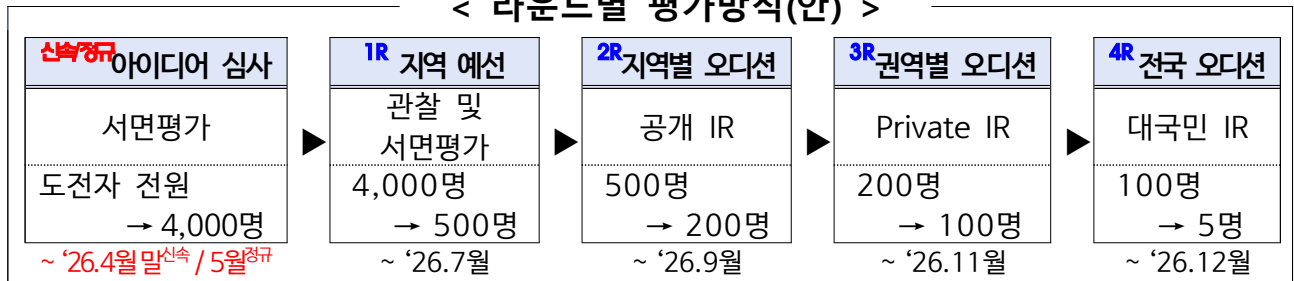 < 라운드별 평가방식(안) >
신속/정규아이디어 심사
서면평가
도전자 전원
→ 4,000명
~ ‘26.4월말신속 / 5월정규
▶
1R 지역 예선
관찰 및
서면평가
4,000명
→ 500명
~ ‘26.7월
▶
2R지역별 오디션
공개 IR
500명
→ 200명
~ ‘26.9월
▶
3R권역별 오디션
Private IR
200명
→ 100명
~ ‘26.11월
▶
4R 전국 오디션
대국민 IR
100명
→ 5명
~ ‘26.12월